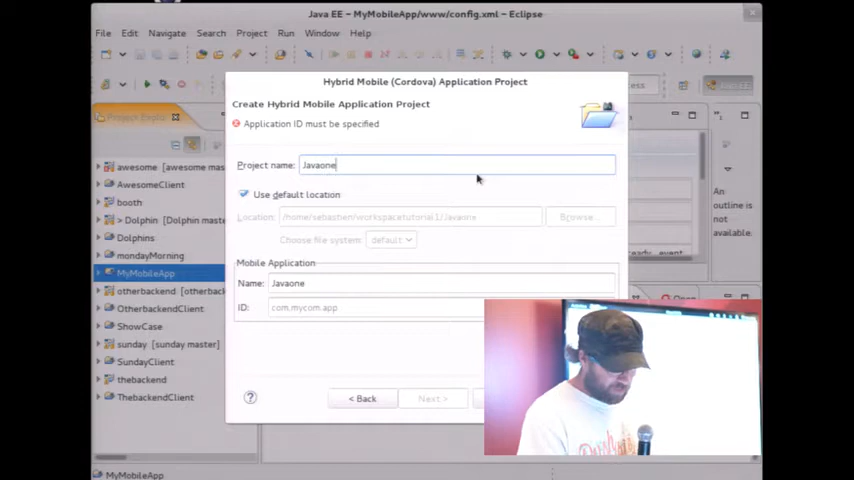 Java EE – MyMobileApp/www/config.xml – Eclipse
File Edit Navigate Search Project Run Window Help
Hybrid Mobile (Cordova) Application Project
Create Hybrid Mobile Application Project
Application ID must be specified
Project name: Javaone
Use default location
Location: /home/sebastien/workspacetutorial1/Javaone Browse...
Choose file system: default
Mobile Application
Name: Javaone
ID: com.mycom.app
? < Back Next >
Project Explo
awesome [awesome mas
AwesomeClient
booth
> Dolphin [Dolphin master
Dolphins
mondayMorning
MyMobileApp
otherbackend [otherback
OtherbackendClient
ShowCase
sunday [sunday master]
SundayClient
thebackend
ThebackendClient
An
outline is
not
available.
MyMobileApp